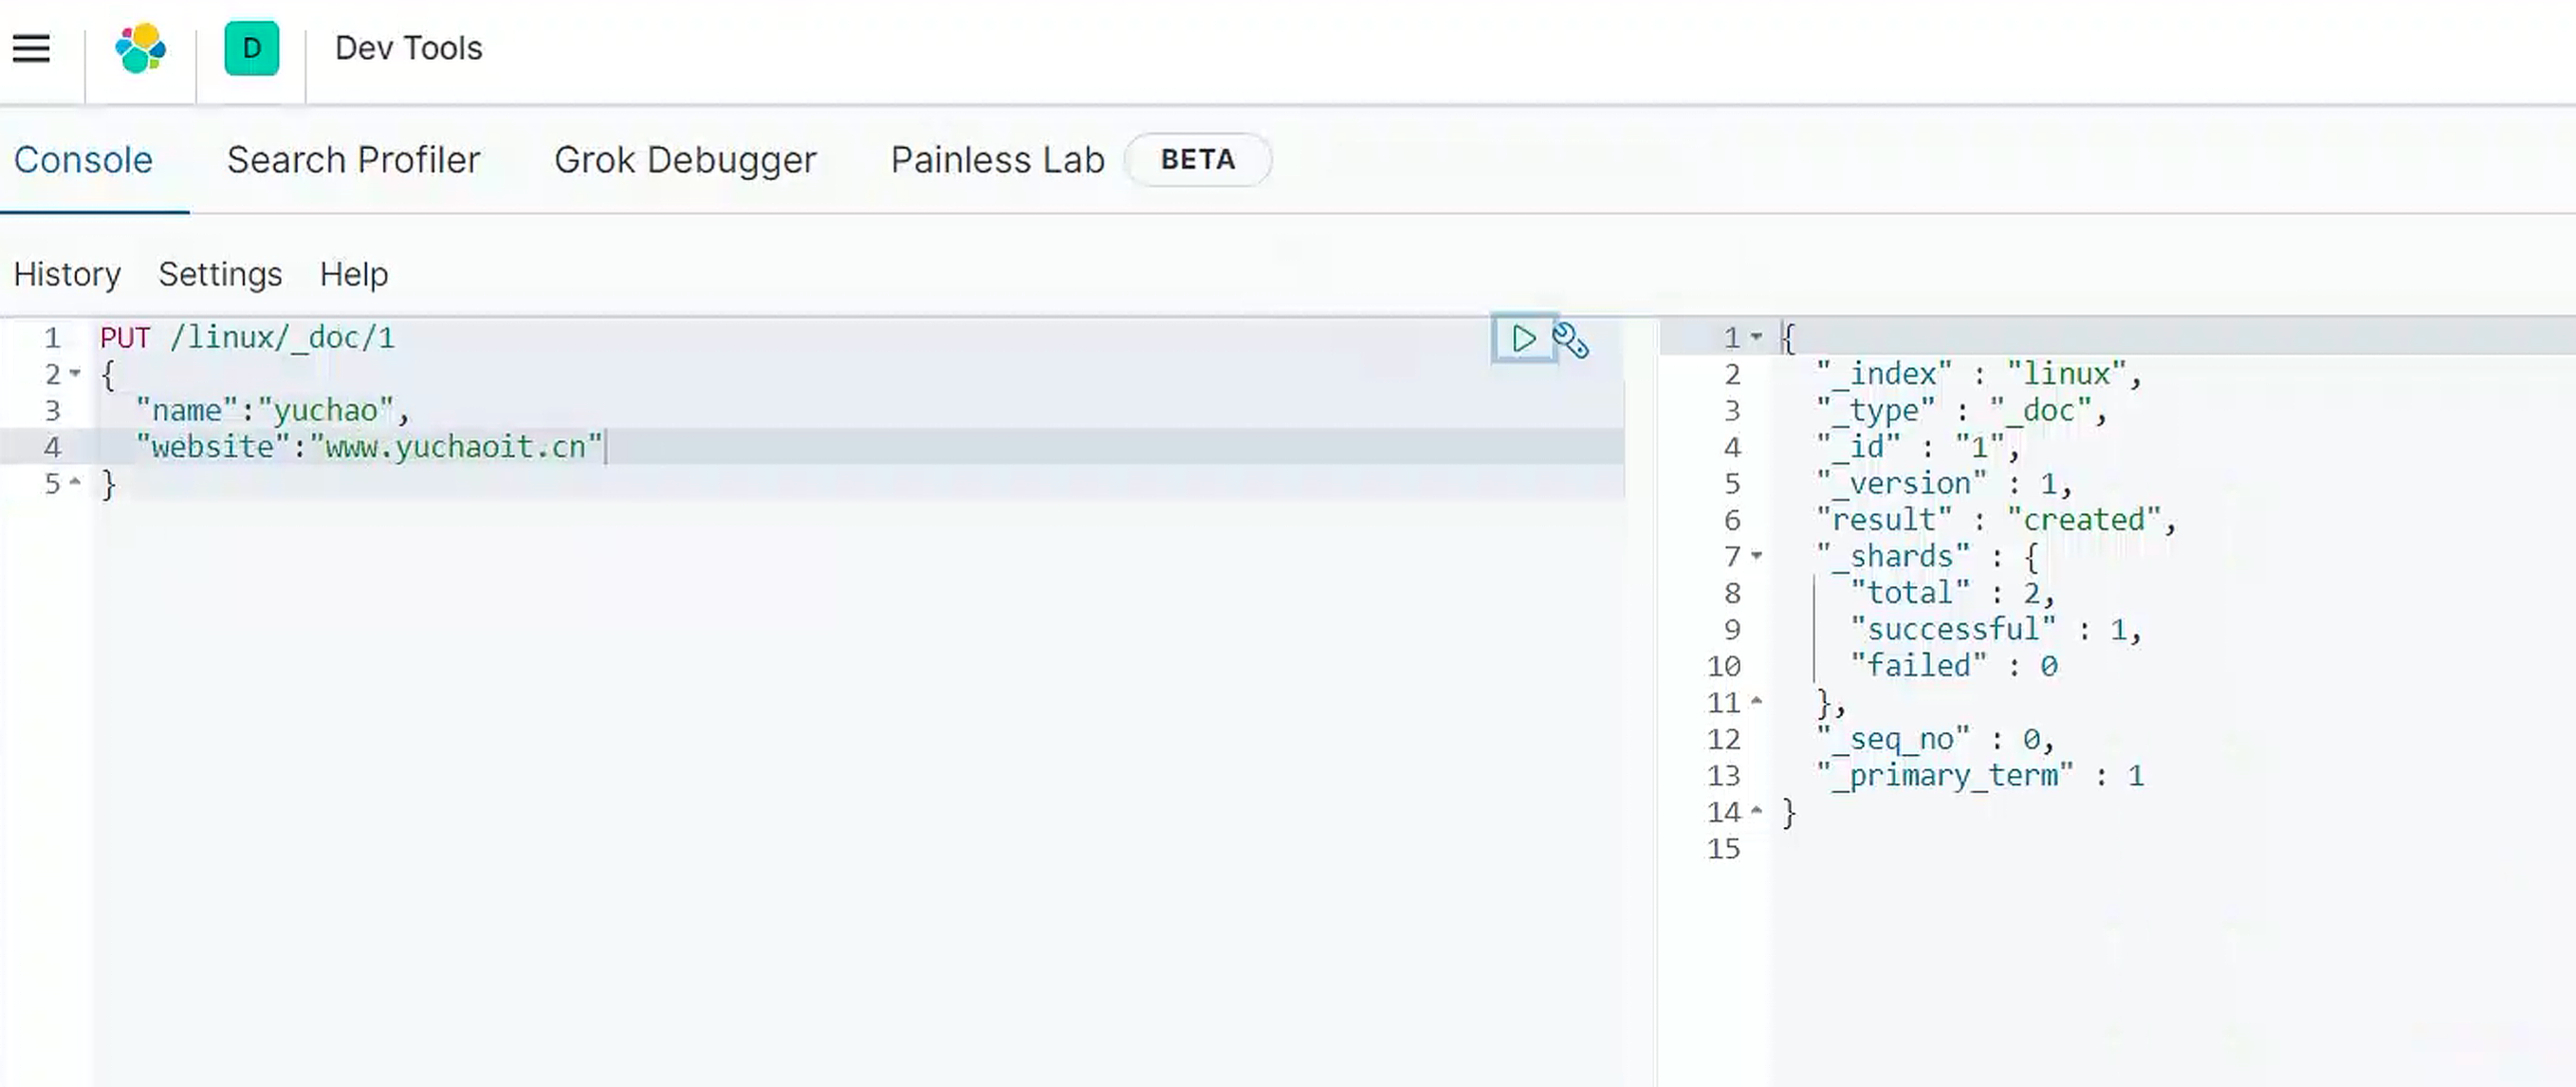 D Dev Tools
Console Search Profiler Grok Debugger Painless Lab BETA
History Settings Help
1 PUT /linux/_doc/1
2 {
3 "name":"yuchao",
4 "website":"www.yuchaoit.cn"
5 }
1 {
2 "_index" : "linux",
3 "_type" : "_doc",
4 "_id" : "1",
5 "_version" : 1,
6 "result" : "created",
7 "_shards" : {
8 "total" : 2,
9 "successful" : 1,
10 "failed" : 0
11 },
12 "_seq_no" : 0,
13 "_primary_term" : 1
14 }
15